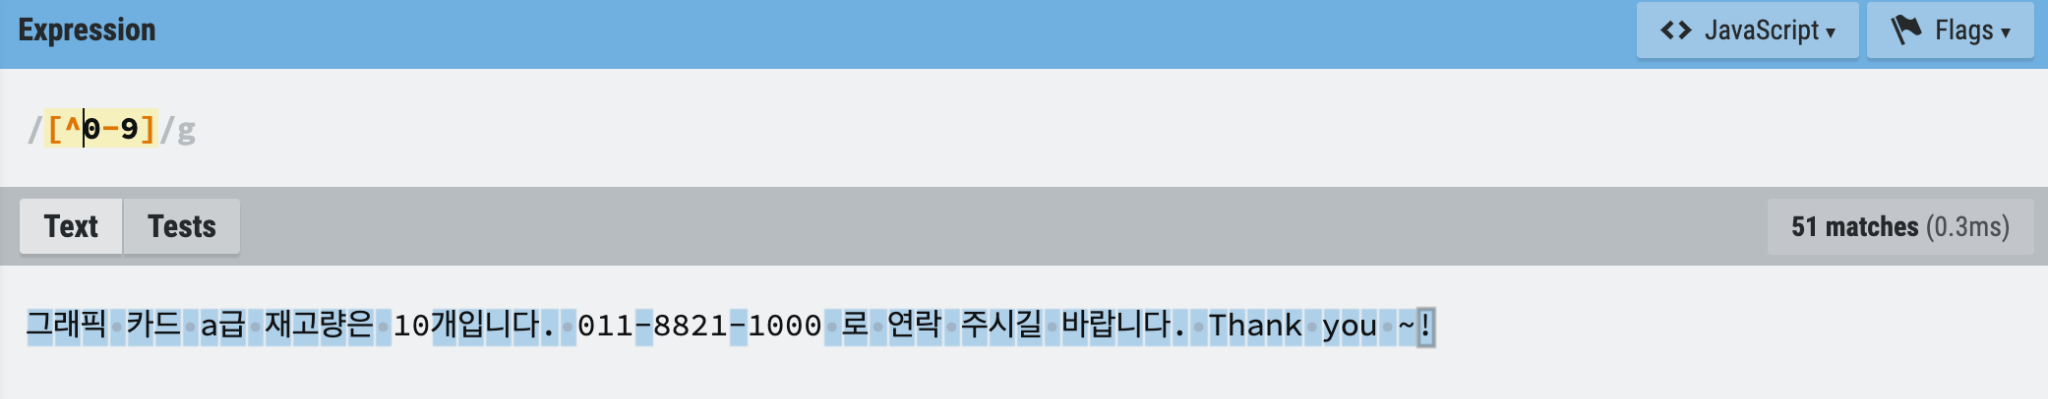 Expression
<> JavaScript ▾
Flags ▾
/[^0-9]/g
Text
Tests
51 matches (0.3ms)
그래픽 카드 a급 재고량은 10개입니다. 011-8821-1000 로 연락 주시길 바랍니다. Thank you ~!